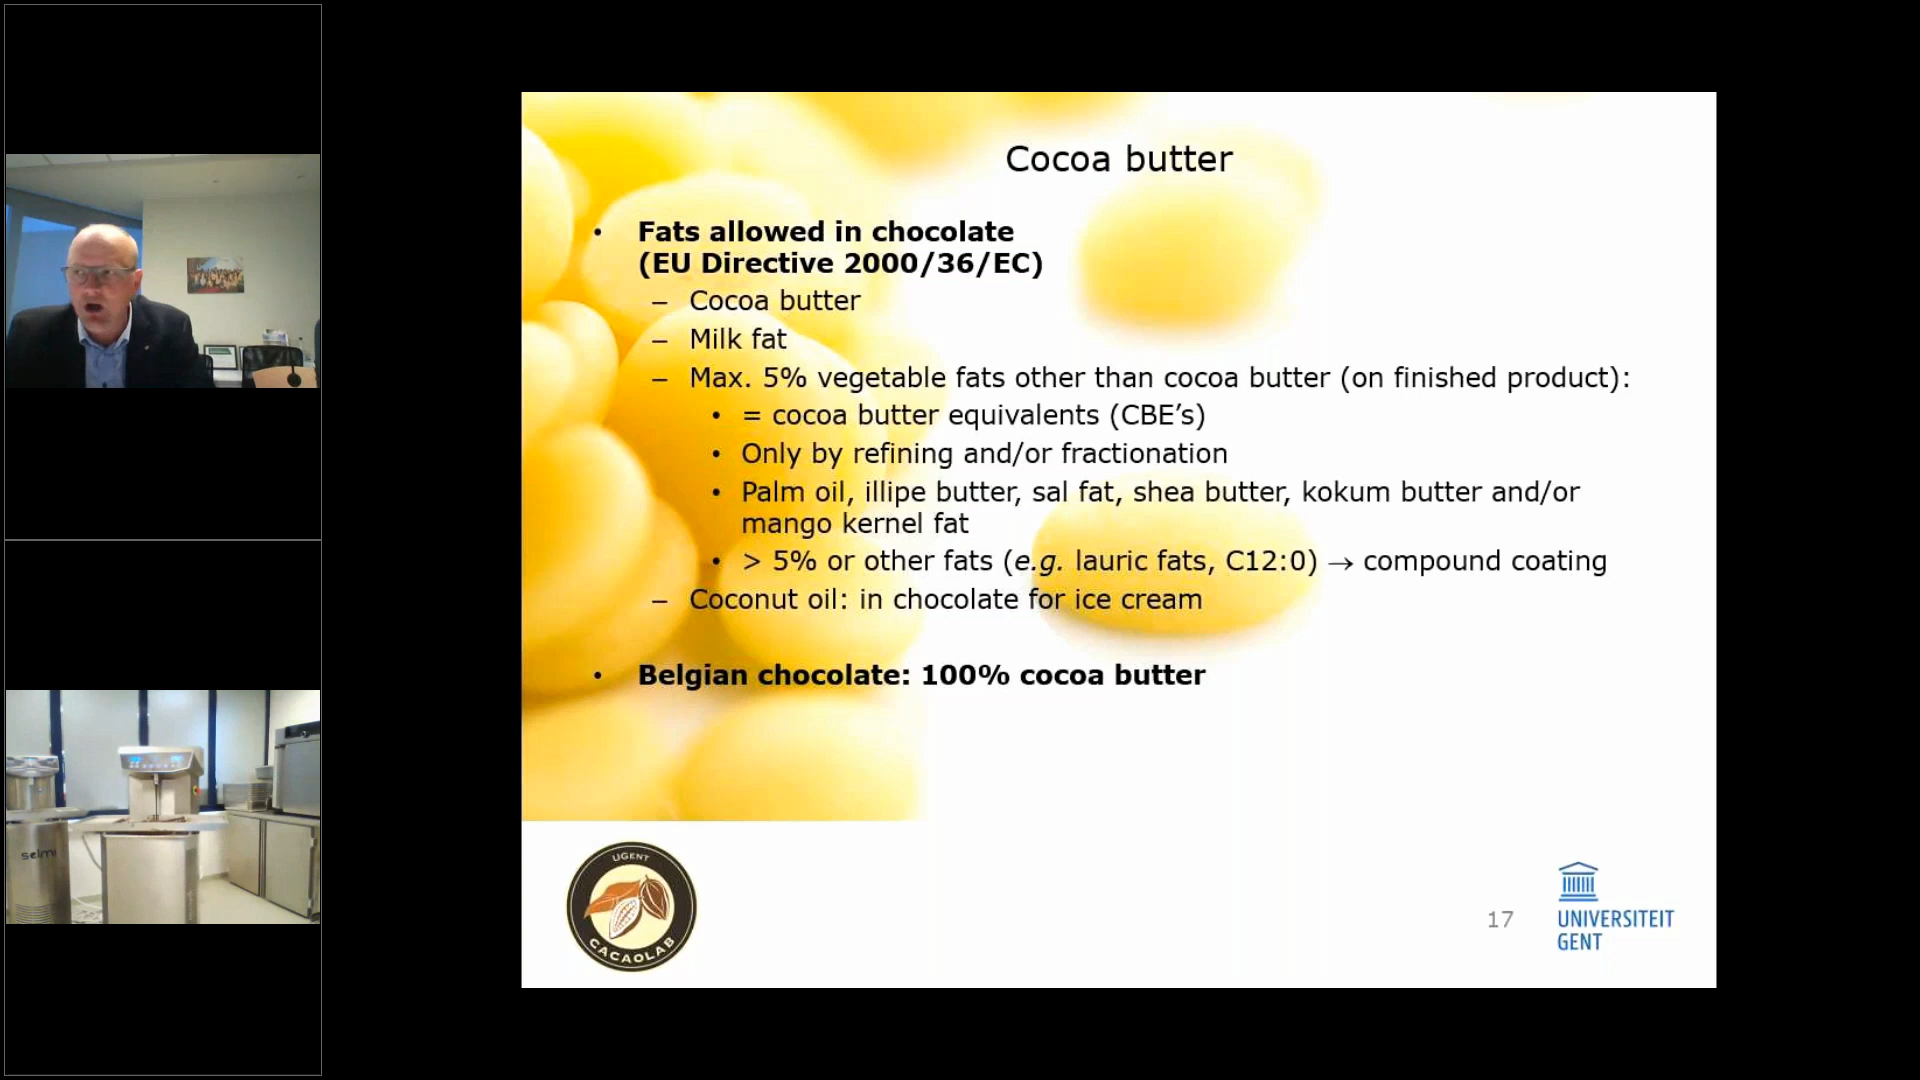 Cocoa butter
• Fats allowed in chocolate
(EU Directive 2000/36/EC)
– Cocoa butter
– Milk fat
– Max. 5% vegetable fats other than cocoa butter (on finished product):
• = cocoa butter equivalents (CBE’s)
• Only by refining and/or fractionation
• Palm oil, illipe butter, sal fat, shea butter, kokum butter and/or
mango kernel fat
• > 5% or other fats (e.g. lauric fats, C12:0) → compound coating
– Coconut oil: in chocolate for ice cream
• Belgian chocolate: 100% cocoa butter
UGENT
CACAOLAB
17
UNIVERSITEIT
GENT
selmi